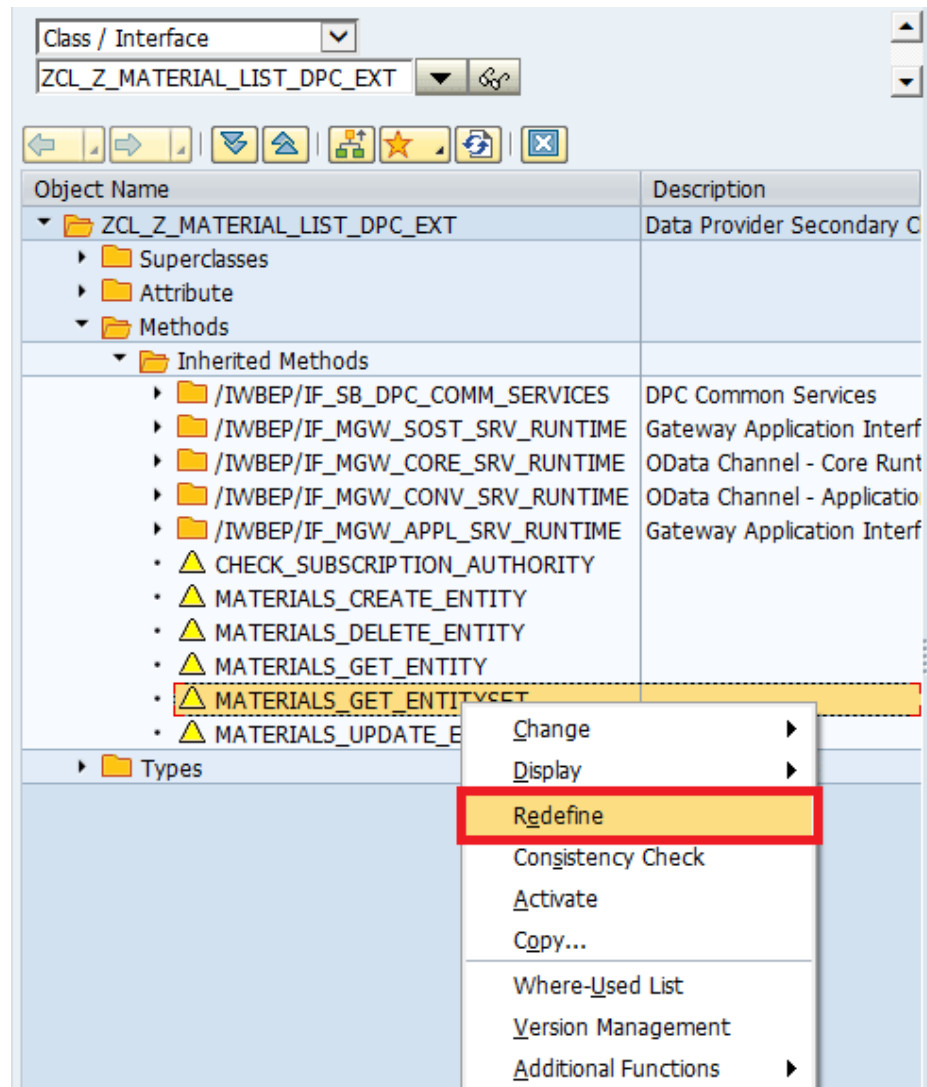 Class / Interface
ZCL_Z_MATERIAL_LIST_DPC_EXT
Object Name Description
ZCL_Z_MATERIAL_LIST_DPC_EXT Data Provider Secondary C
Superclasses
Attribute
Methods
Inherited Methods
/IWBEP/IF_SB_DPC_COMM_SERVICES DPC Common Services
/IWBEP/IF_MGW_SOST_SRV_RUNTIME Gateway Application Interf
/IWBEP/IF_MGW_CORE_SRV_RUNTIME OData Channel - Core Runt
/IWBEP/IF_MGW_CONV_SRV_RUNTIME OData Channel - Applicatio
/IWBEP/IF_MGW_APPL_SRV_RUNTIME Gateway Application Interf
CHECK_SUBSCRIPTION_AUTHORITY
MATERIALS_CREATE_ENTITY
MATERIALS_DELETE_ENTITY
MATERIALS_GET_ENTITY
MATERIALS_GET_ENTITYSET
MATERIALS_UPDATE_E
Types
Change
Display
Redefine
Consistency Check
Activate
Copy...
Where-Used List
Version Management
Additional Functions